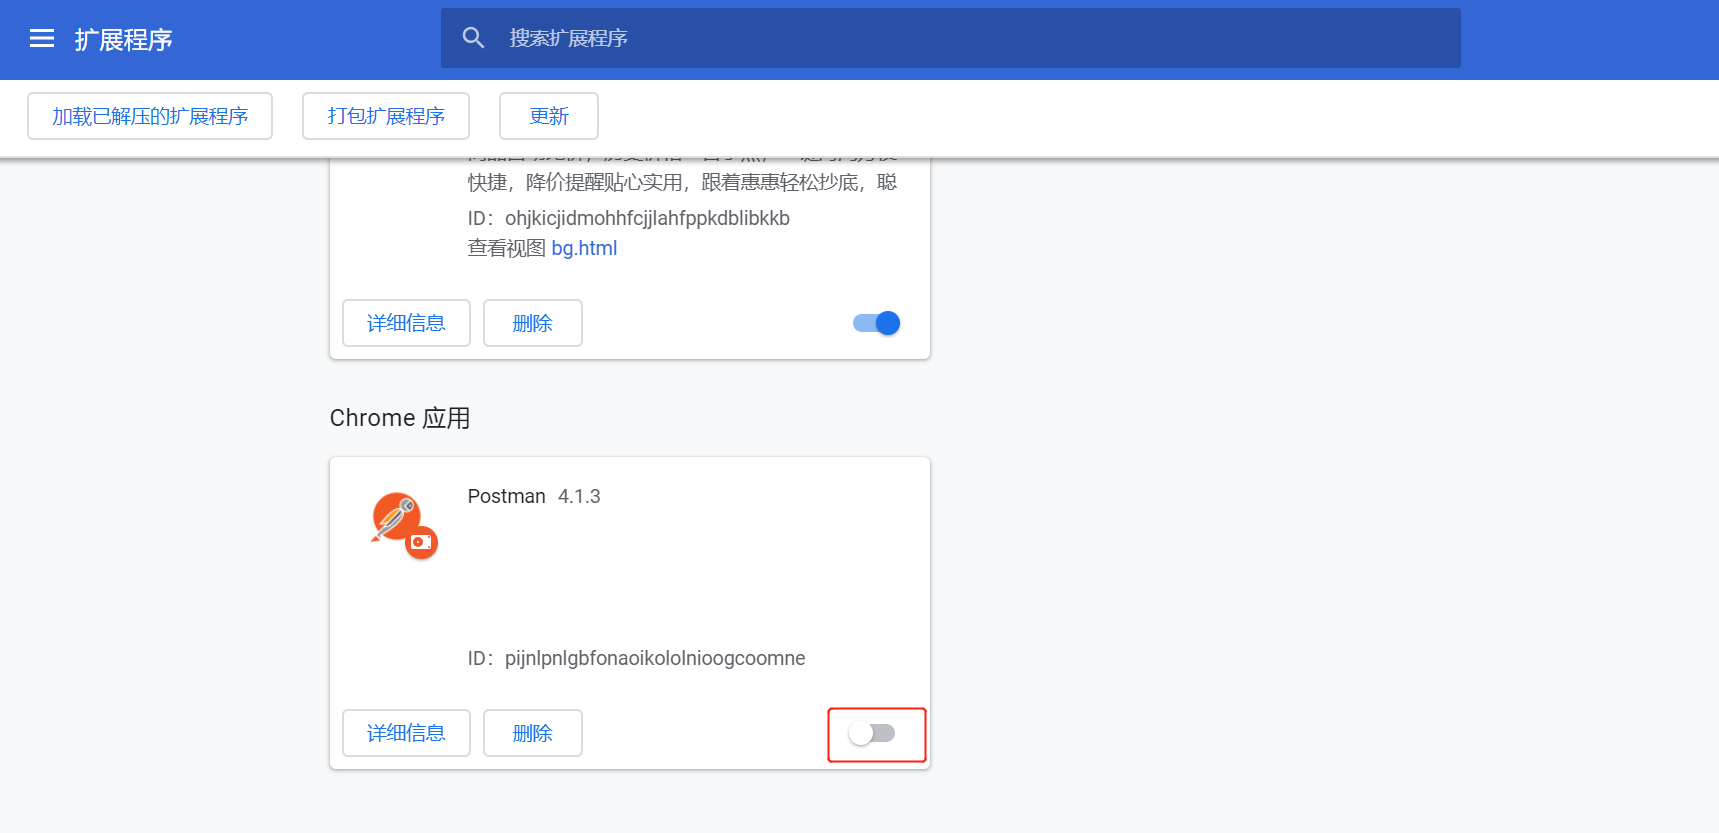 扩展程序
搜索扩展程序
加载已解压的扩展程序
打包扩展程序
更新
快捷，降价提醒贴心实用，跟着惠惠轻松抄底，聪
ID： ohjkicjidmohhfcjjlahfppkdblibkkb
查看视图 bg.html
详细信息
删除
Chrome 应用
Postman 4.1.3
ID： pijnlpnlgbfonaoikololnioogcoomne
详细信息
删除